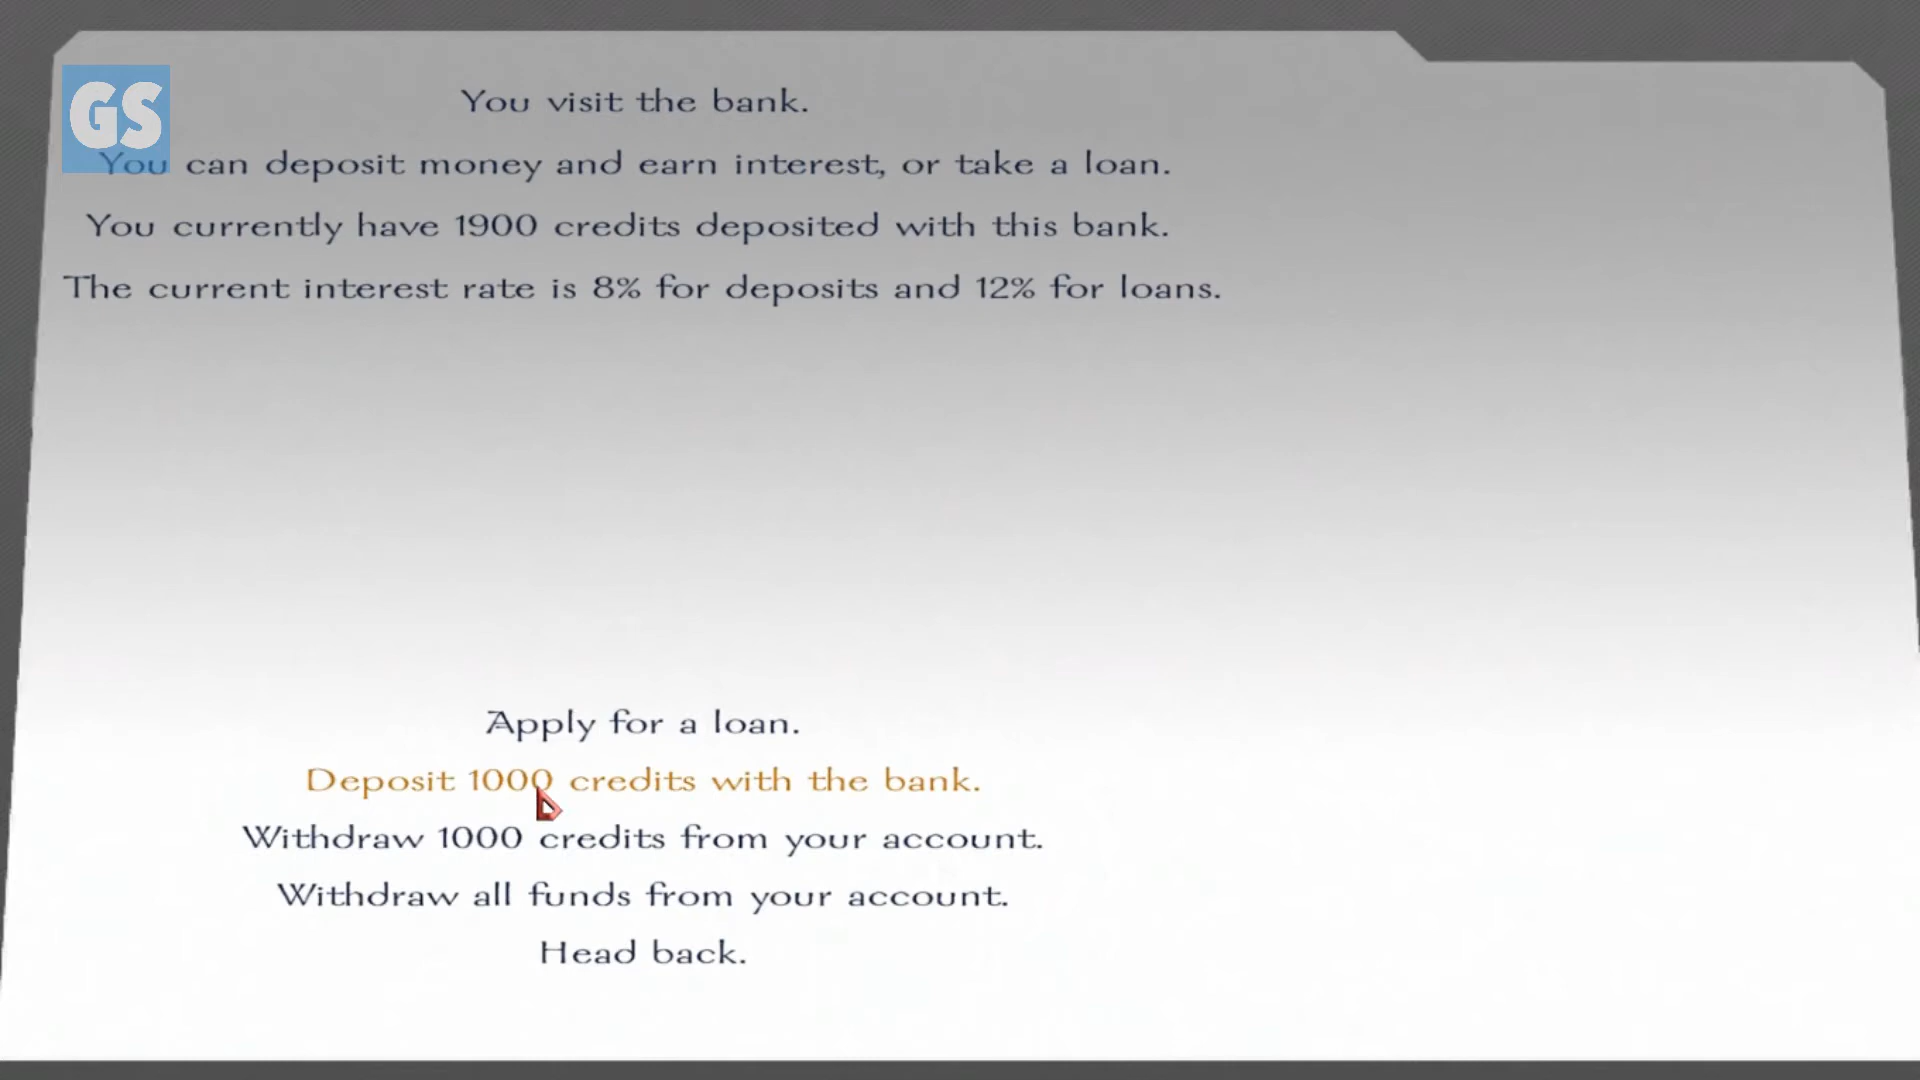 GS
You visit the bank.
You can deposit money and earn interest, or take a loan.
You currently have 1900 credits deposited with this bank.
The current interest rate is 8% for deposits and 12% for loans.
Apply for a loan.
Deposit 1000 credits with the bank.
Withdraw 1000 credits from your account.
Withdraw all funds from your account.
Head back.